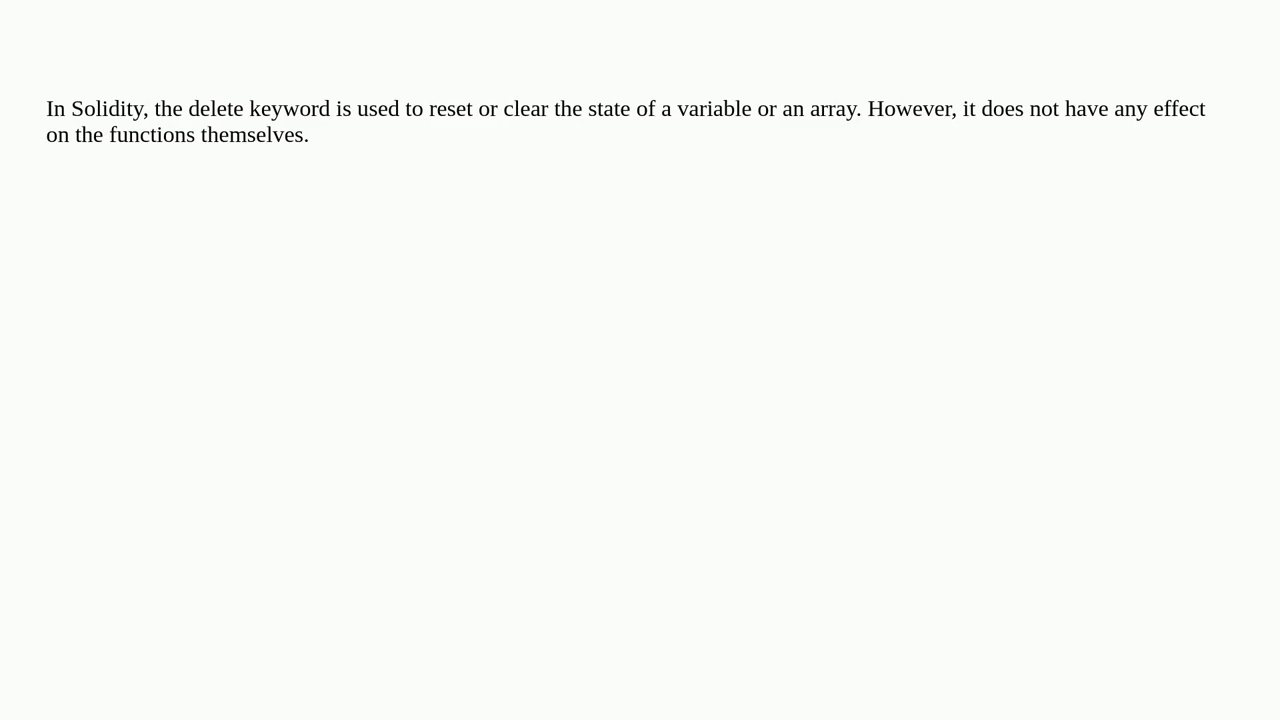 In Solidity, the delete keyword is used to reset or clear the state of a variable or an array. However, it does not have any effect
on the functions themselves.